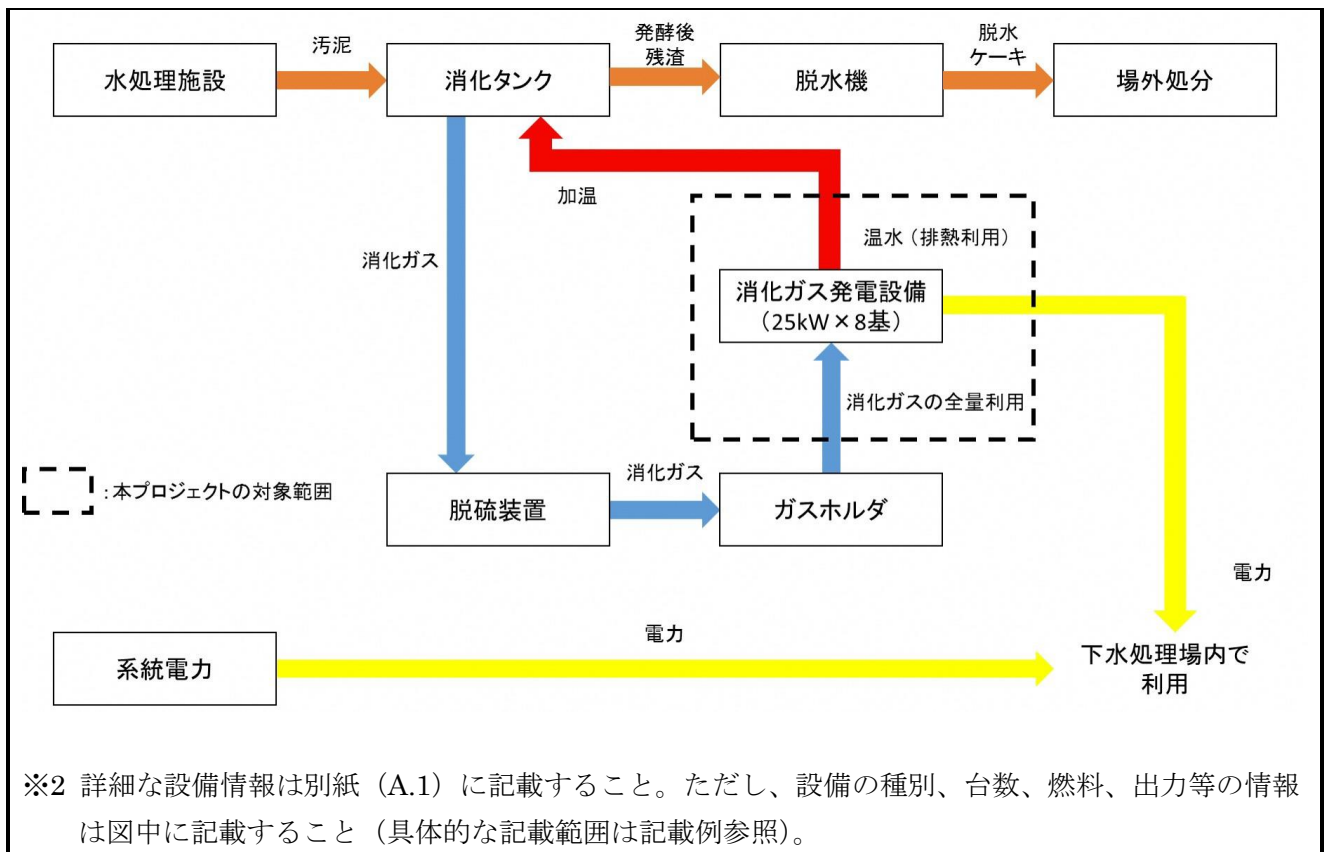 汚泥
発酵後
残渣
脱水
ケーキ
水処理施設
消化タンク
脱水機
場外処分
加温
温水（排熱利用）
消化ガス
消化ガス発電設備
（25kW×8基）
消化ガスの全量利用
：本プロジェクトの対象範囲
消化ガス
脱硫装置
ガスホルダ
電力
電力
系統電力
下水処理場内で
利用
※2 詳細な設備情報は別紙（A.1）に記載すること。ただし、設備の種別、台数、燃料、出力等の情報
は図中に記載すること（具体的な記載範囲は記載例参照）。